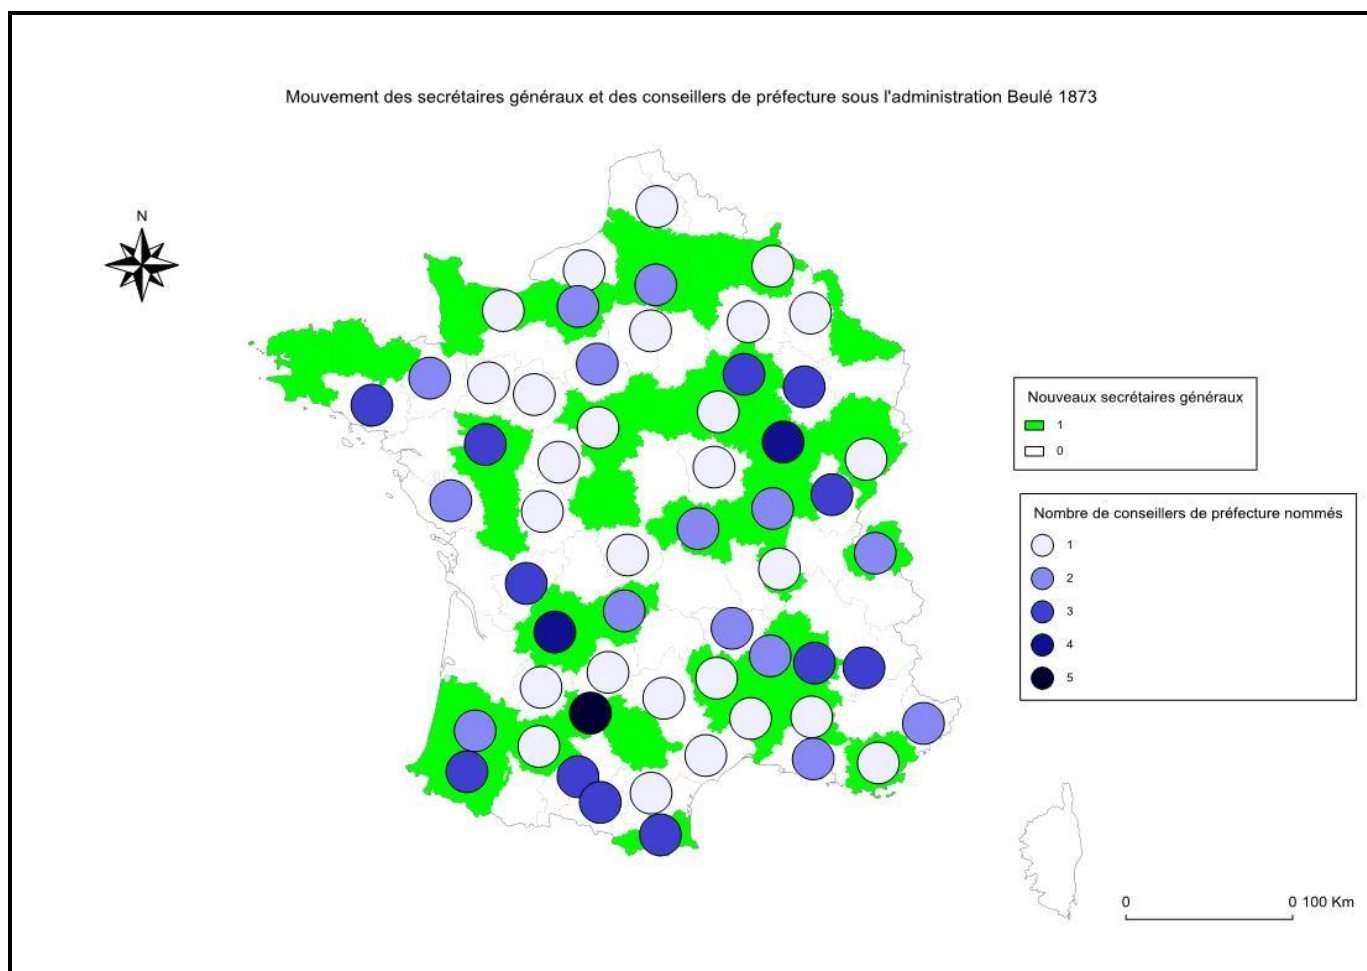 Mouvement des secrétaires généraux et des conseillers de préfecture sous l'administration Beulé 1873
N
Nouveaux secrétaires généraux
1
0
Nombre de conseillers de préfecture nommés
1
2
3
4
5
0 0 100 Km